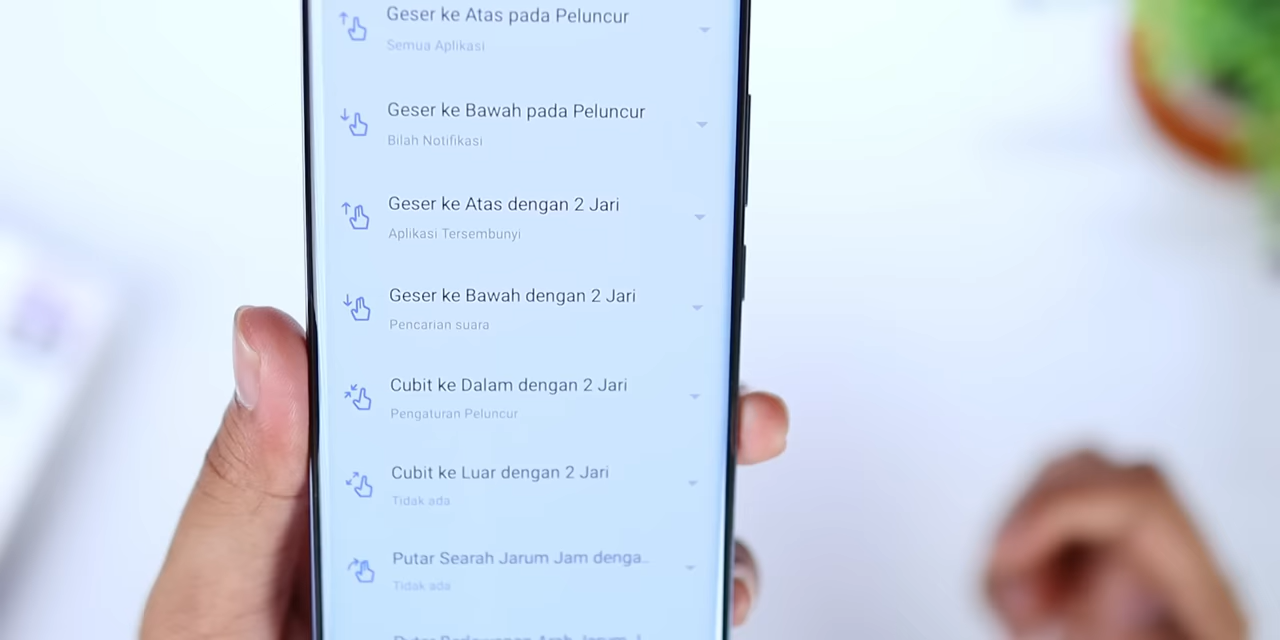 Geser ke Atas pada Peluncur
Semua Aplikasi
Geser ke Bawah pada Peluncur
Bilah Notifikasi
Geser ke Atas dengan 2 Jari
Aplikasi Tersembunyi
Geser ke Bawah dengan 2 Jari
Pencarian suara
Cubit ke Dalam dengan 2 Jari
Pengaturan Peluncur
Cubit ke Luar dengan 2 Jari
Tidak ada
Putar Searah Jarum Jam denga...
Tidak ada